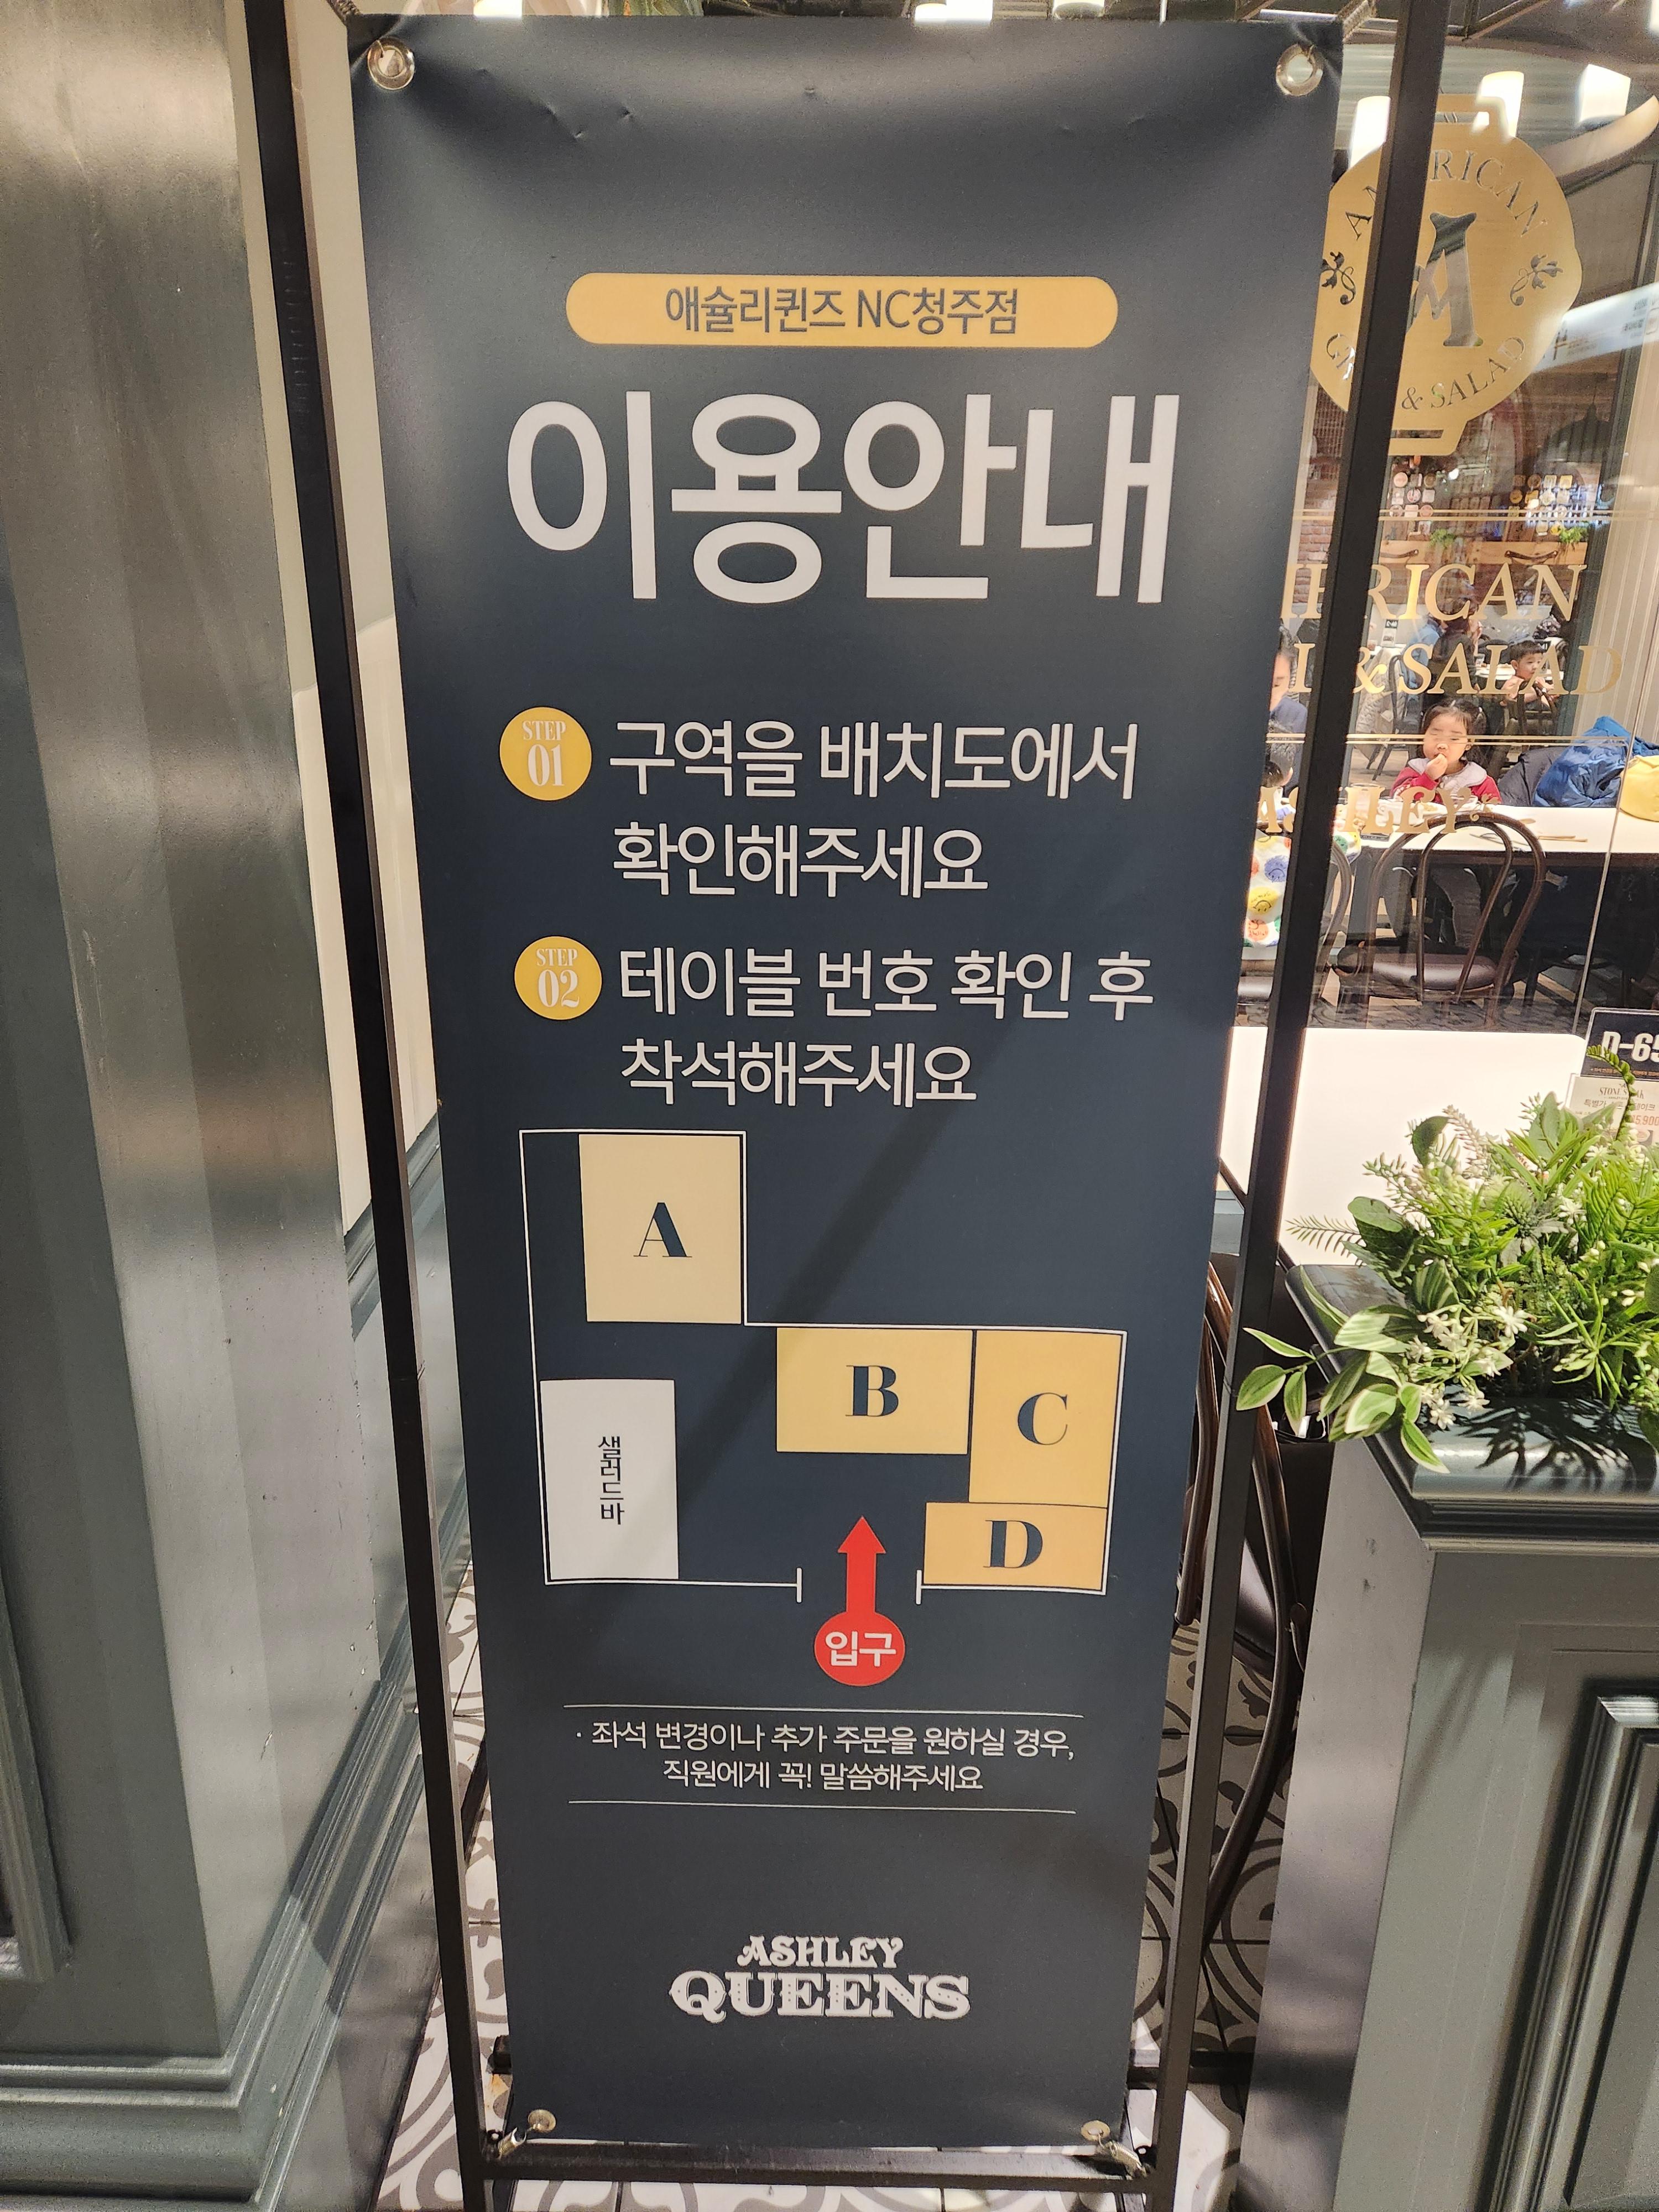 애슐리퀸즈 NC청주점
이용안내
STEP
01
구역을 배치도에서
확인해주세요
STEP
02
테이블 번호 확인 후
착석해주세요
A
B
C
D
샐러드바
입구
· 좌석 변경이나 추가 주문을 원하실 경우,
직원에게 꼭! 말씀해주세요
ASHLEY
QUEENS
A
& SALAD
& SALAD